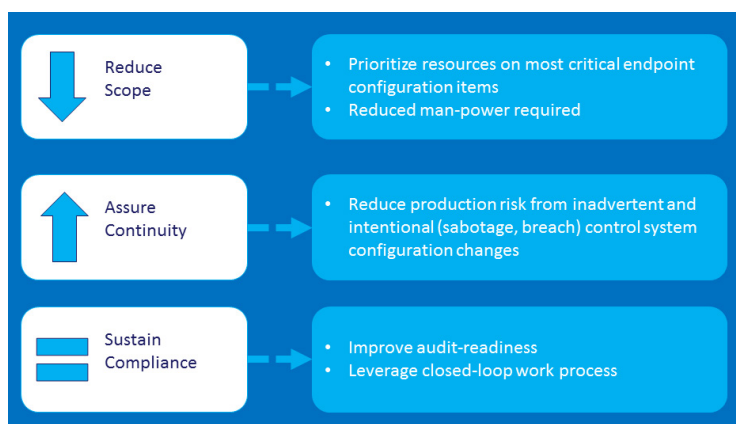 Reduce
Scope
• Prioritize resources on most critical endpoint
configuration items
• Reduced man-power required
Assure
Continuity
• Reduce production risk from inadvertent and
intentional (sabotage, breach) control system
configuration changes
Sustain
Compliance
• Improve audit-readiness
• Leverage closed-loop work process